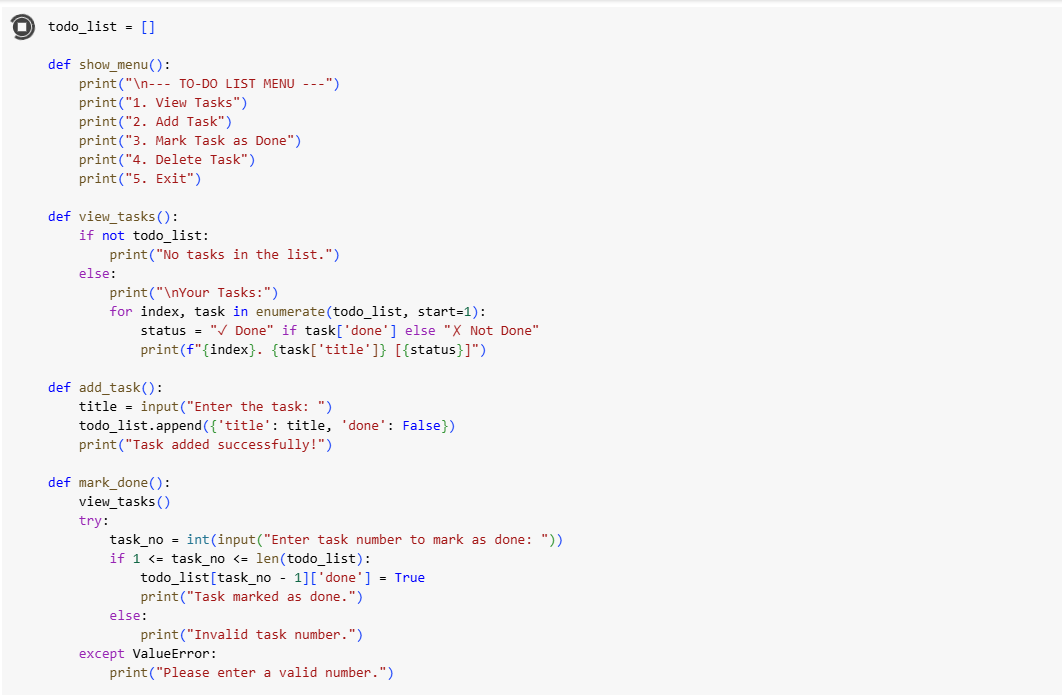 todo_list = []
def show_menu():
    print("\n--- TO-DO LIST MENU ---")
    print("1. View Tasks")
    print("2. Add Task")
    print("3. Mark Task as Done")
    print("4. Delete Task")
    print("5. Exit")
def view_tasks():
    if not todo_list:
        print("No tasks in the list.")
    else:
        print("\nYour Tasks:")
        for index, task in enumerate(todo_list, start=1):
            status = "✓ Done" if task['done'] else "✗ Not Done"
            print(f"{index}. {task['title']} [{status}]")
def add_task():
    title = input("Enter the task: ")
    todo_list.append({'title': title, 'done': False})
    print("Task added successfully!")
def mark_done():
    view_tasks()
    try:
        task_no = int(input("Enter task number to mark as done: "))
        if 1 <= task_no <= len(todo_list):
            todo_list[task_no - 1]['done'] = True
            print("Task marked as done.")
        else:
            print("Invalid task number.")
    except ValueError:
        print("Please enter a valid number.")